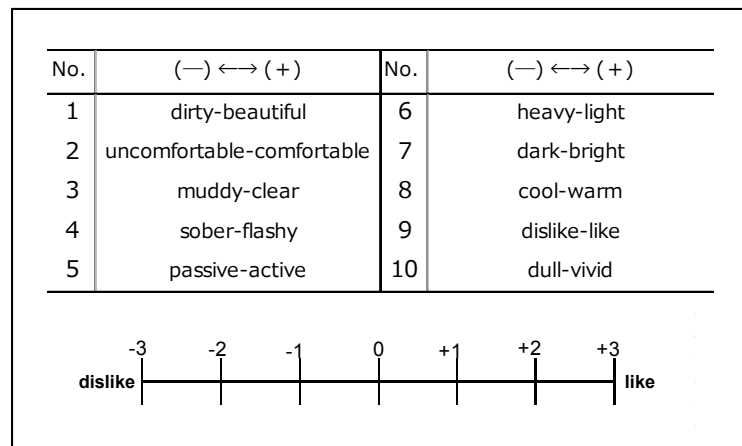 No. (—) ←→ (+) No. (—) ←→ (+)
1 dirty-beautiful 6 heavy-light
2 uncomfortable-comfortable 7 dark-bright
3 muddy-clear 8 cool-warm
4 sober-flashy 9 dislike-like
5 passive-active 10 dull-vivid
-3 -2 -1 0 +1 +2 +3
dislike like